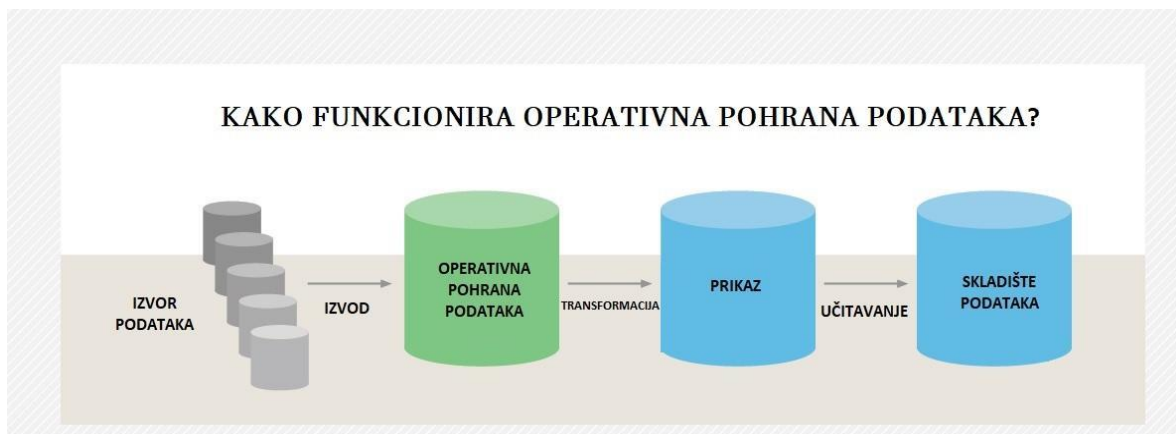 KAKO FUNKCIONIRA OPERATIVNA POHRANA PODATAKA?
IZVOR
PODATAKA
IZVOD
OPERATIVNA
POHRANA
PODATAKA
TRANSFORMACIJA
PRIKAZ
UČITAVANJE
SKLADIŠTE
PODATAKA